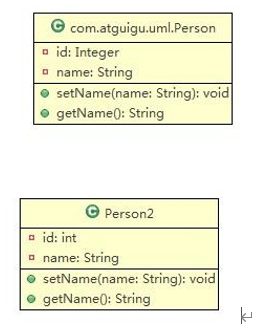 C com.atguigu.uml.Person
id: Integer
name: String
setName(name: String): void
getName(): String
C Person2
id: int
name: String
setName(name: String): void
getName(): String